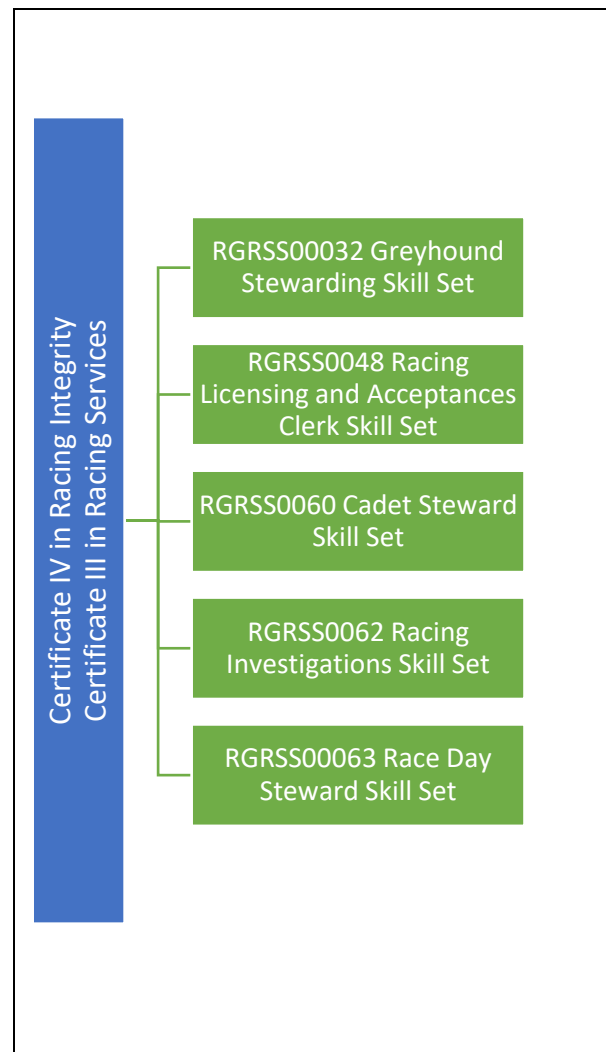 Certificate IV in Racing Integrity
Certificate III in Racing Services
RGRSS00032 Greyhound
Stewarding Skill Set
RGRSS0048 Racing
Licensing and Acceptances
Clerk Skill Set
RGRSS0060 Cadet Steward
Skill Set
RGRSS0062 Racing
Investigations Skill Set
RGRSS00063 Race Day
Steward Skill Set